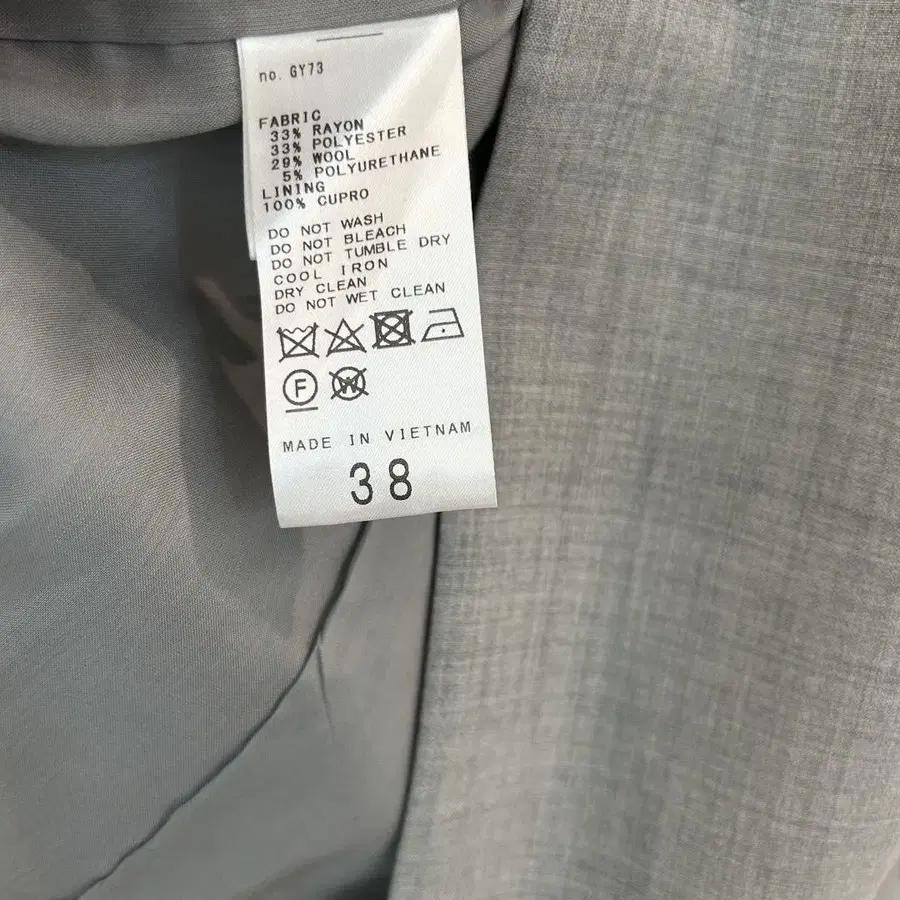 no. GY73
FABRIC
33% RAYON
33% POLYESTER
29% WOOL
5% POLYURETHANE
LINING
100% CUPRO
DO NOT WASH
DO NOT BLEACH
DO NOT TUMBLE DRY
COOL IRON
DRY CLEAN
DO NOT WET CLEAN
F W
MADE IN VIETNAM
38